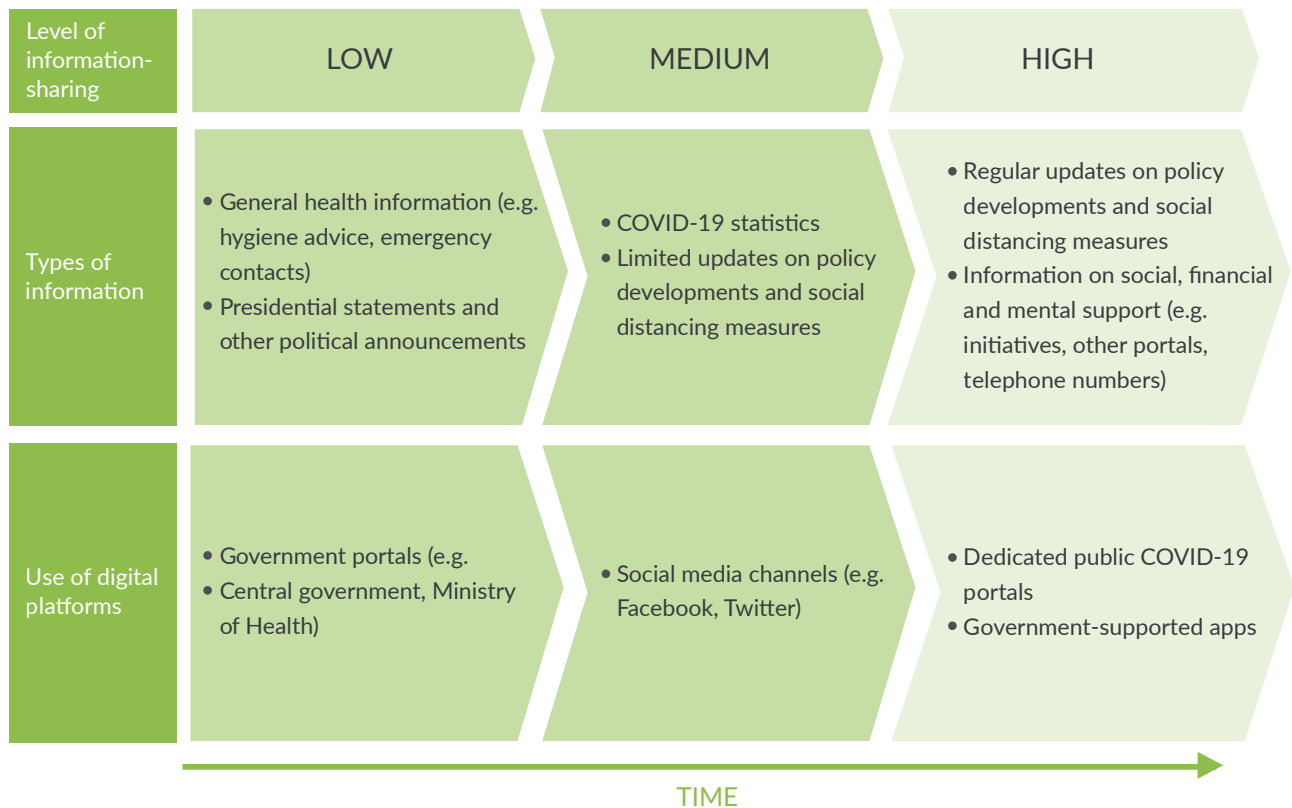 Level of
information-
sharing
LOW
MEDIUM
HIGH
Types of
information
• General health information (e.g.
hygiene advice, emergency
contacts)
• Presidential statements and
other political announcements
• COVID-19 statistics
• Limited updates on policy
developments and social
distancing measures
• Regular updates on policy
developments and social
distancing measures
• Information on social, financial
and mental support (e.g.
initiatives, other portals,
telephone numbers)
Use of digital
platforms
• Government portals (e.g.
• Central government, Ministry
of Health)
• Social media channels (e.g.
Facebook, Twitter)
• Dedicated public COVID-19
portals
• Government-supported apps
TIME